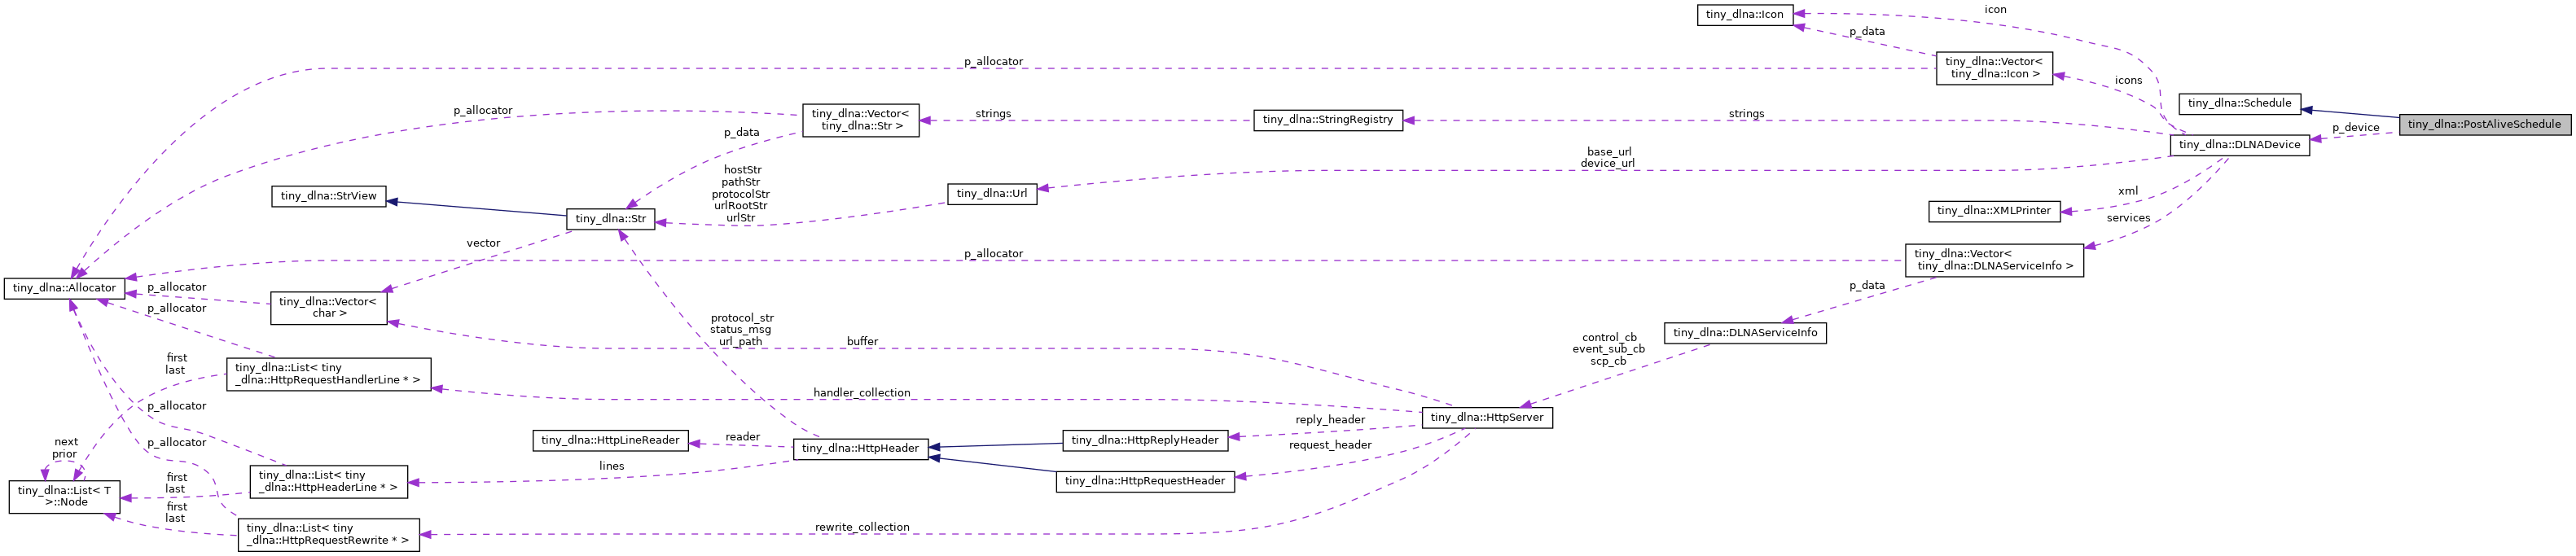 tiny_dlna::Icon
icon
p_data
p_allocator
tiny_dlna::Vector<
tiny_dlna::Icon >
icons
tiny_dlna::Schedule
tiny_dlna::PostAliveSchedule
p_device
tiny_dlna::DLNADevice
p_allocator
tiny_dlna::Vector<
tiny_dlna::Str >
strings
tiny_dlna::StringRegistry
strings
p_data
base_url
device_url
hostStr
pathStr
protocolStr
urlRootStr
urlStr
tiny_dlna::StrView
tiny_dlna::Str
tiny_dlna::Url
xml
tiny_dlna::XMLPrinter
services
vector
p_allocator
tiny_dlna::Vector<
tiny_dlna::DLNAServiceInfo >
tiny_dlna::Allocator
p_allocator
tiny_dlna::Vector<
char >
p_data
p_allocator
protocol_str
status_msg
url_path
buffer
tiny_dlna::DLNAServiceInfo
control_cb
event_sub_cb
scp_cb
first
last
tiny_dlna::List< tiny
_dlna::HttpRequestHandlerLine * >
handler_collection
p_allocator
tiny_dlna::HttpServer
reply_header
request_header
next
prior
p_allocator
tiny_dlna::HttpLineReader
reader
tiny_dlna::HttpHeader
tiny_dlna::HttpReplyHeader
lines
tiny_dlna::HttpRequestHeader
tiny_dlna::List< T
>::Node
first
last
tiny_dlna::List< tiny
_dlna::HttpHeaderLine * >
first
last
tiny_dlna::List< tiny
_dlna::HttpRequestRewrite * >
rewrite_collection